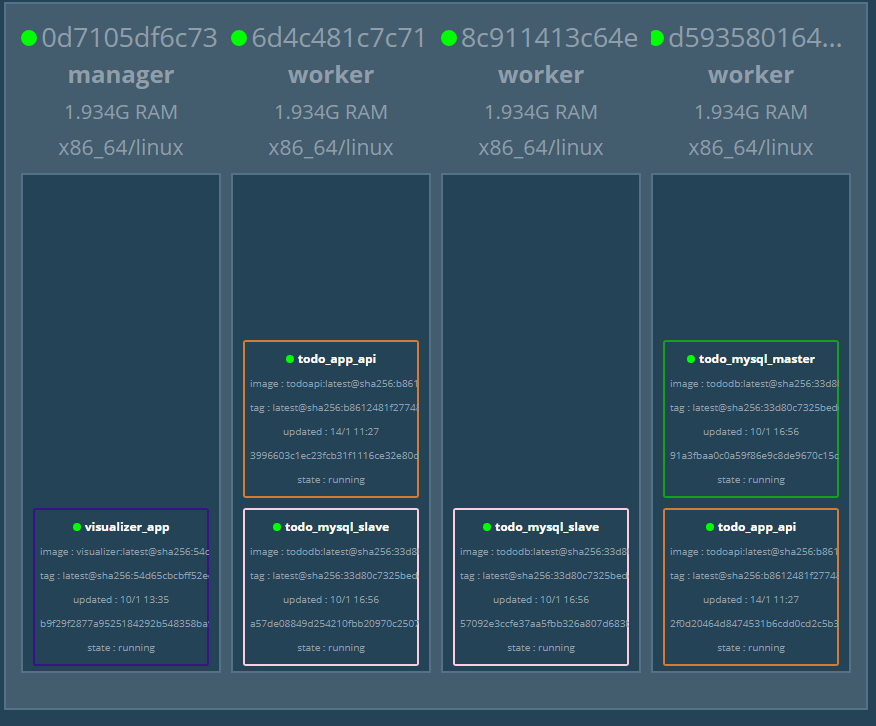 0d7105df6c73
manager
1.934G RAM
x86_64/linux
visualizer_app
image : visualizer:latest@sha256:54c
tag : latest@sha256:54d65cbcbff52e
updated : 10/1 13:35
b9f29f2877a9525184292b548358ba
state : running
6d4c481c7c71
worker
1.934G RAM
x86_64/linux
todo_app_api
image : todoapi:latest@sha256:b861
tag : latest@sha256:b8612481f2774
updated : 14/1 11:27
3996603c1ec23fcb31f1116ce32e80c
state : running
todo_mysql_slave
image : tododb:latest@sha256:33d8
tag : latest@sha256:33d80c7325bed
updated : 10/1 16:56
a57de08849d254210fbb20970c2507
state : running
8c911413c64e
worker
1.934G RAM
x86_64/linux
todo_mysql_slave
image : tododb:latest@sha256:33d8
tag : latest@sha256:33d80c7325bed
updated : 10/1 16:56
57092e3ccfe37aa5fbb326a807d683
state : running
d593580164...
worker
1.934G RAM
x86_64/linux
todo_mysql_master
image : tododb:latest@sha256:33d8
tag : latest@sha256:33d80c7325bed
updated : 10/1 16:56
91a3fbaa0c0a59f86e9c8de9670c15c
state : running
todo_app_api
image : todoapi:latest@sha256:b861
tag : latest@sha256:b8612481f2774
updated : 14/1 11:27
2f0d20464d8474531b6cdd0cd2c5b3
state : running